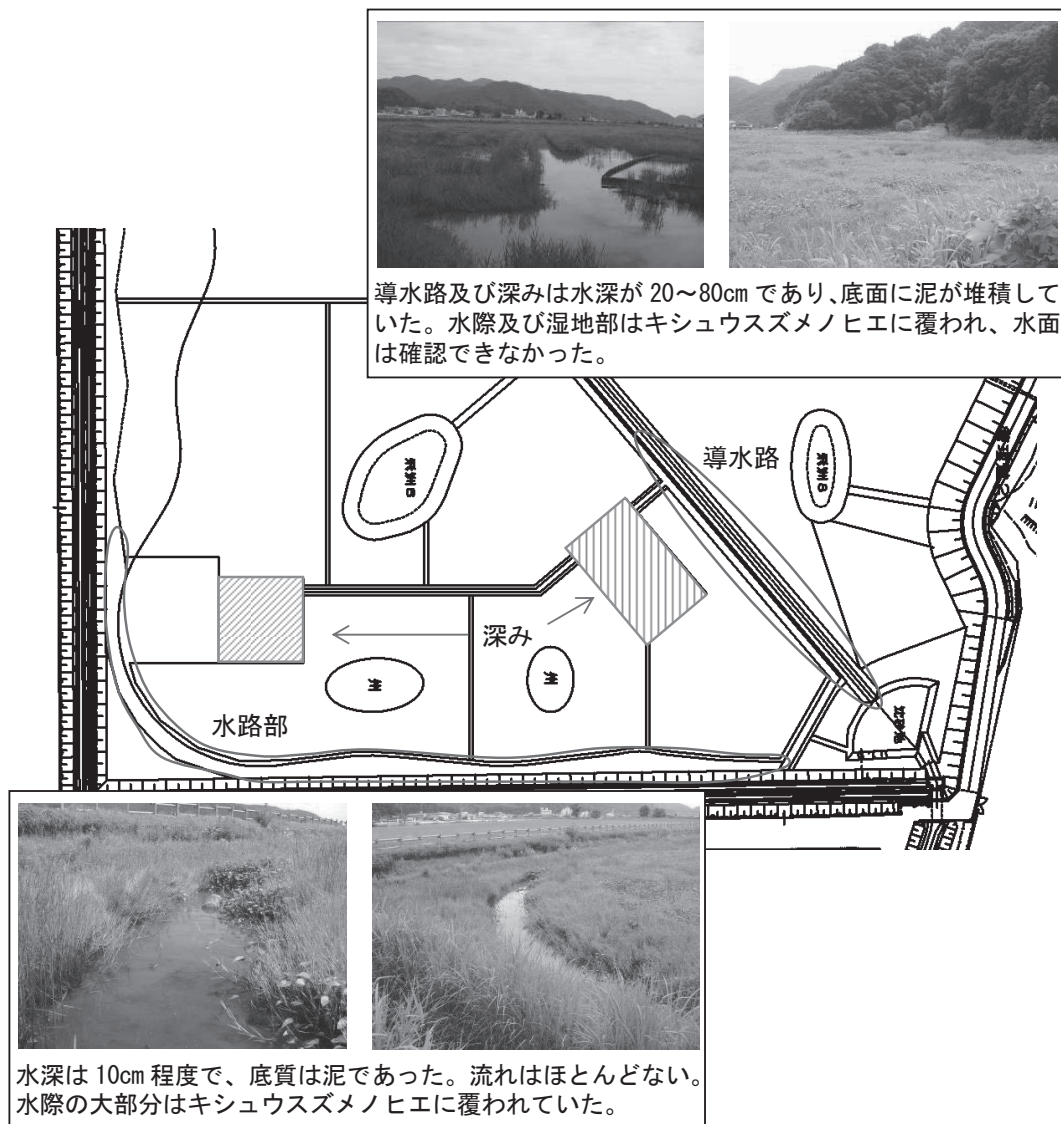 導水路及び深みは水深が 20～80cm であり、底面に泥が堆積して
いた。水際及び湿地部はキシュウスズメノヒエに覆われ、水面
は確認できなかった。
導水路
深み
州
州
水路部
水深は 10cm 程度で、底質は泥であった。流れはほとんどない。
水際の大部分はキシュウスズメノヒエに覆われていた。